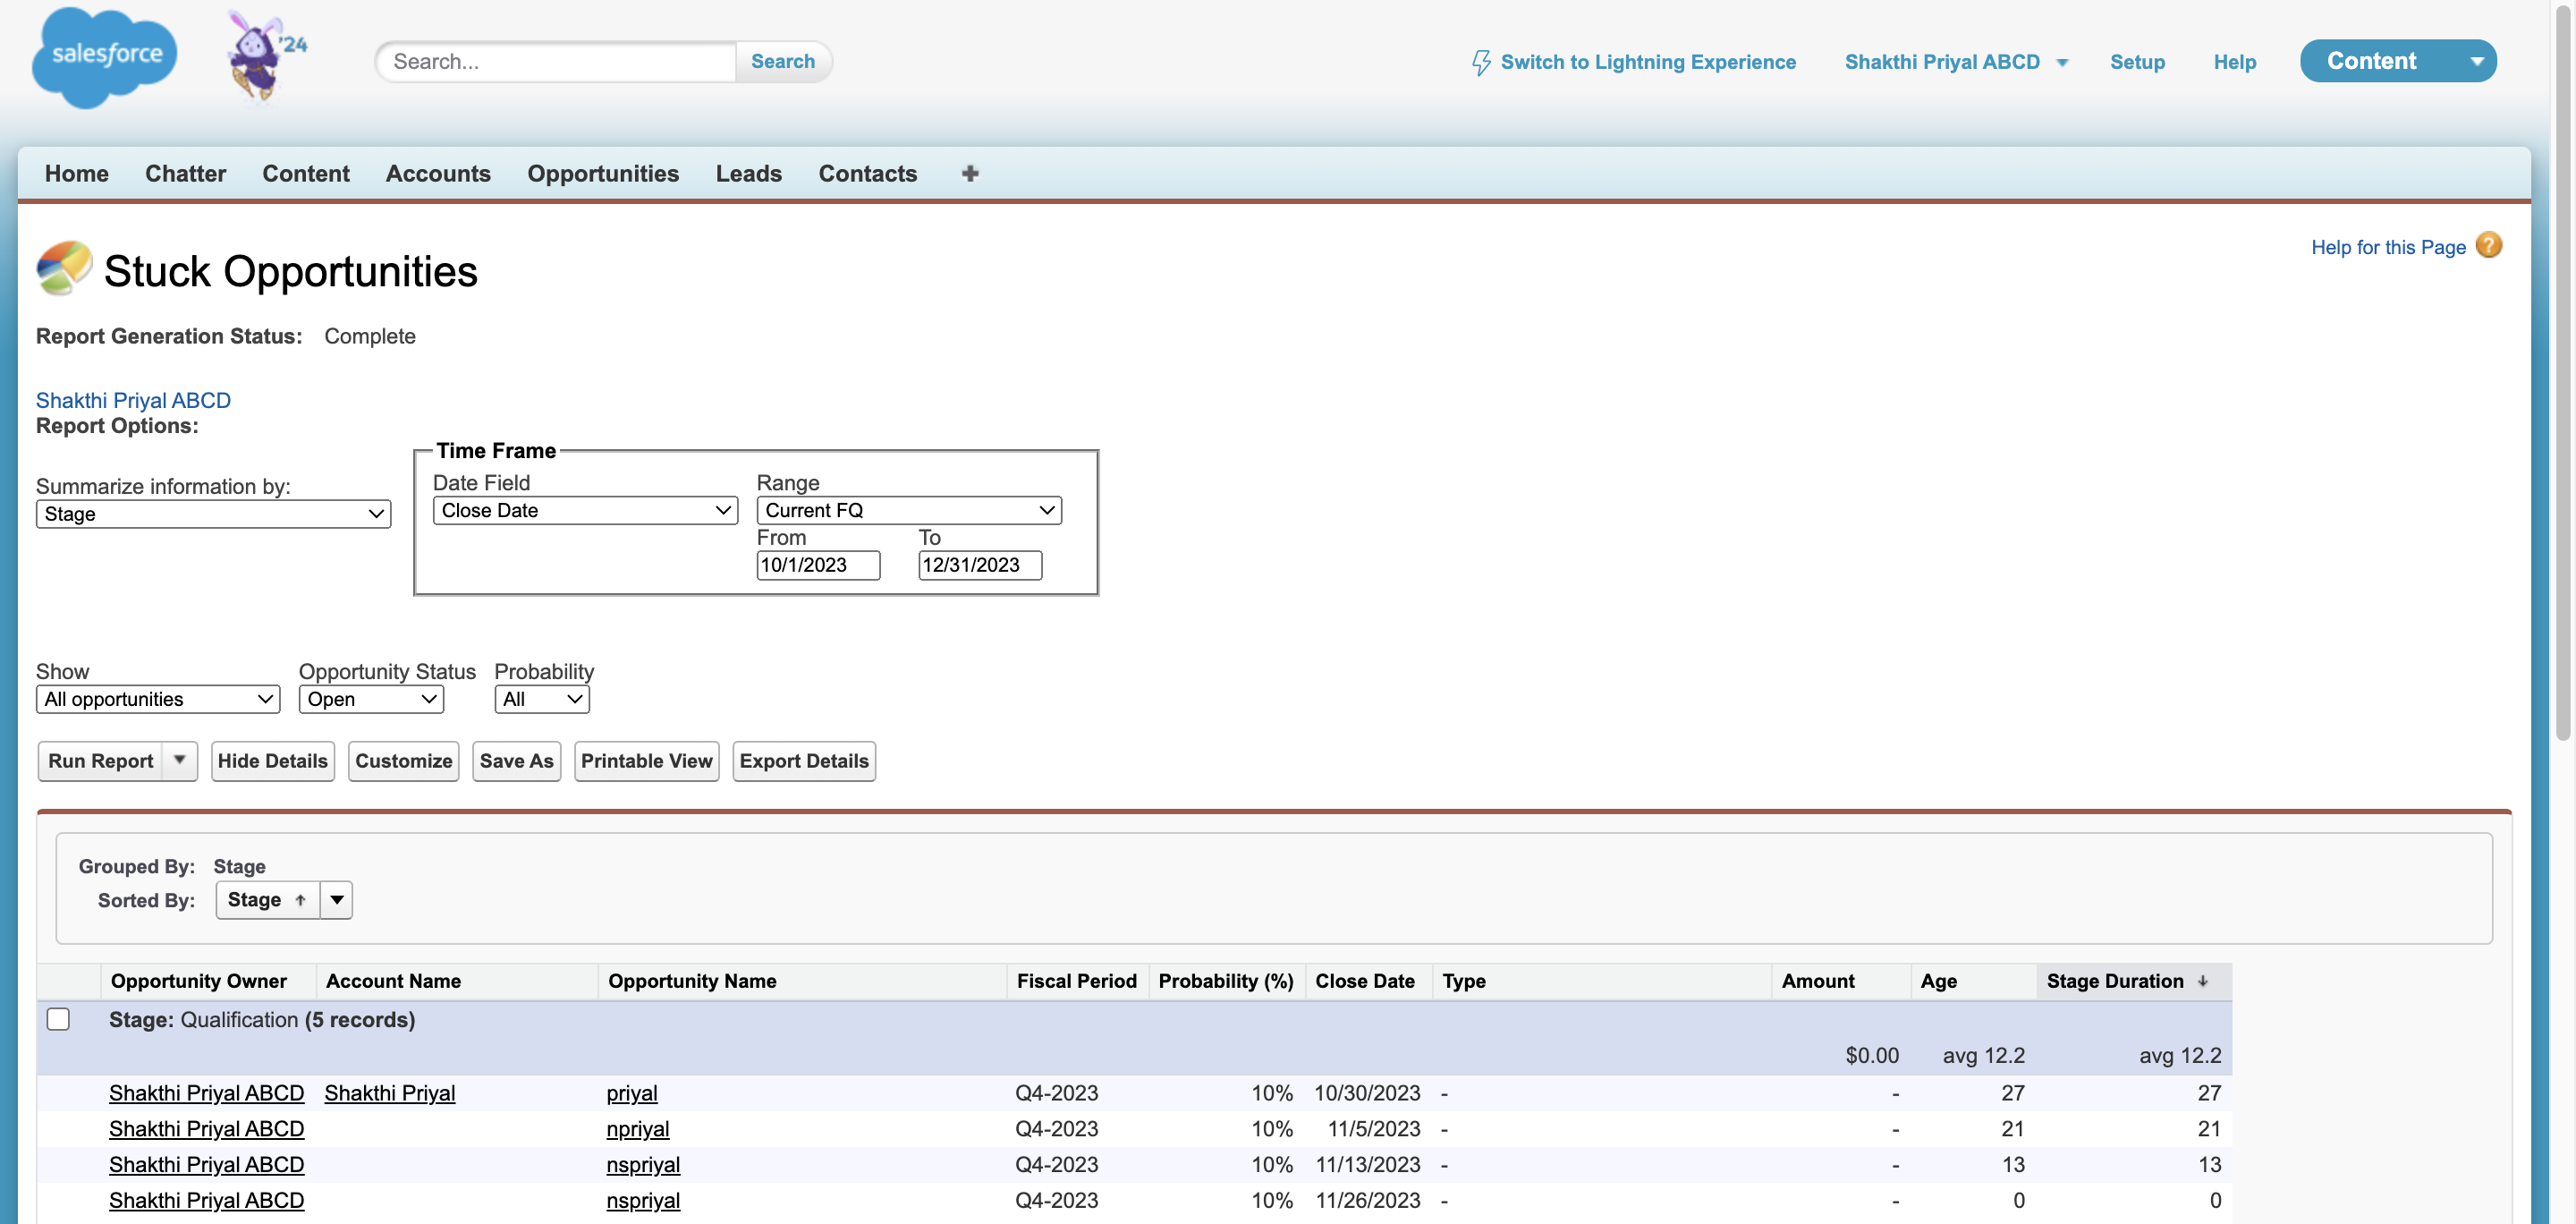 salesforce
'24
Search...
Search
Switch to Lightning Experience
Shakthi Priyal ABCD
Setup
Help
Content
Home
Chatter
Content
Accounts
Opportunities
Leads
Contacts
Stuck Opportunities
Help for this Page
?
Report Generation Status: Complete
Shakthi Priyal ABCD
Report Options:
Summarize information by:
Stage
Time Frame
Date Field
Close Date
Range
Current FQ
From
10/1/2023
To
12/31/2023
Show
All opportunities
Opportunity Status
Open
Probability
All
Run Report
Hide Details
Customize
Save As
Printable View
Export Details
Grouped By: Stage
Sorted By: Stage ↑
Opportunity Owner Account Name Opportunity Name Fiscal Period Probability (%) Close Date Type Amount Age Stage Duration ↓
Stage: Qualification (5 records)
$0.00 avg 12.2 avg 12.2
Shakthi Priyal ABCD Shakthi Priyal priyal Q4-2023 10% 10/30/2023 - - 27 27
Shakthi Priyal ABCD npriyal Q4-2023 10% 11/5/2023 - - 21 21
Shakthi Priyal ABCD nspriyal Q4-2023 10% 11/13/2023 - - 13 13
Shakthi Priyal ABCD nspriyal Q4-2023 10% 11/26/2023 - - 0 0